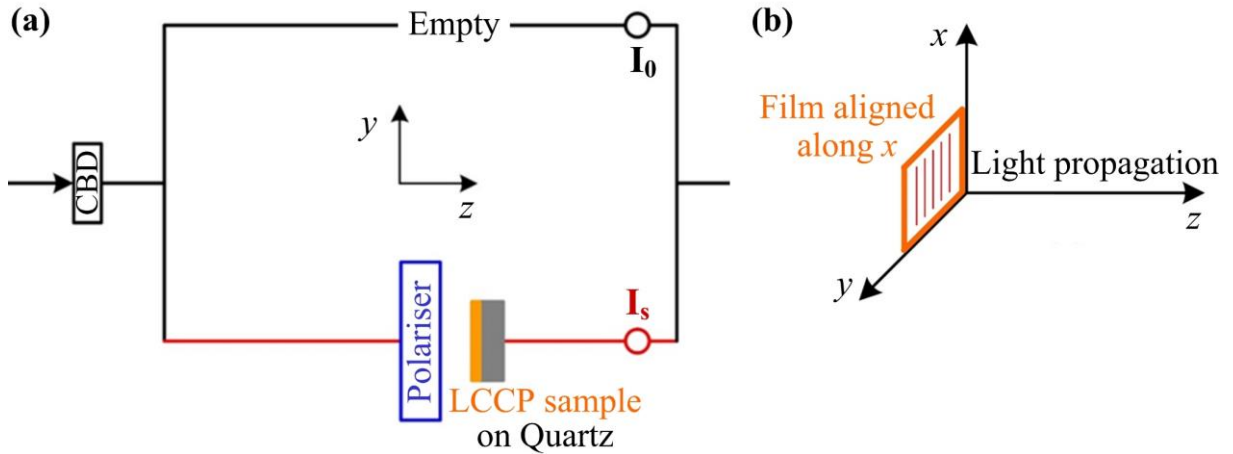 (a)
Empty
I₀
y
z
CBD
Polariser
Iₛ
LCCP sample
on Quartz
(b)
x
Film aligned
along x
Light propagation
z
y